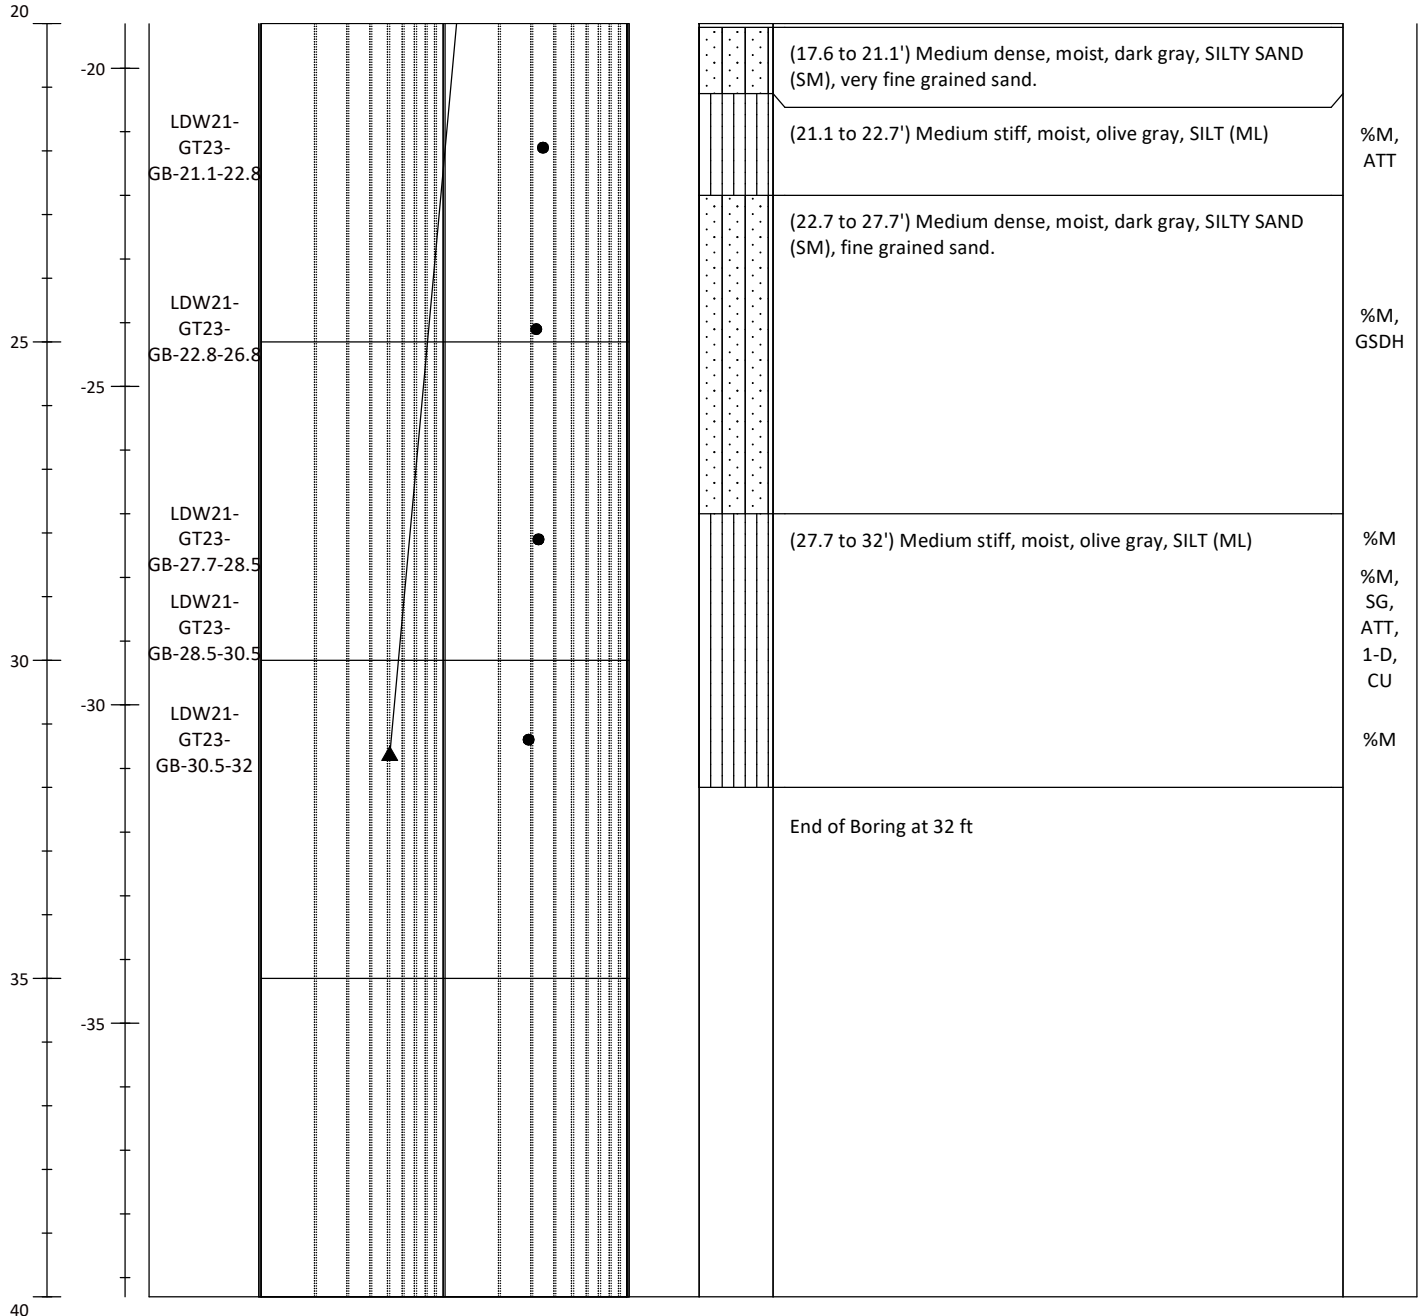 20
25
30
35
40
-20
-25
-30
-35
LDW21-
GT23-
GB-21.1-22.8
LDW21-
GT23-
GB-22.8-26.8
LDW21-
GT23-
GB-27.7-28.5
LDW21-
GT23-
GB-28.5-30.5
LDW21-
GT23-
GB-30.5-32
(17.6 to 21.1') Medium dense, moist, dark gray, SILTY SAND
(SM), very fine grained sand.
(21.1 to 22.7') Medium stiff, moist, olive gray, SILT (ML)
(22.7 to 27.7') Medium dense, moist, dark gray, SILTY SAND
(SM), fine grained sand.
(27.7 to 32') Medium stiff, moist, olive gray, SILT (ML)
End of Boring at 32 ft
%M,
ATT
%M,
GSDH
%M
%M,
SG,
ATT,
1-D,
CU
%M